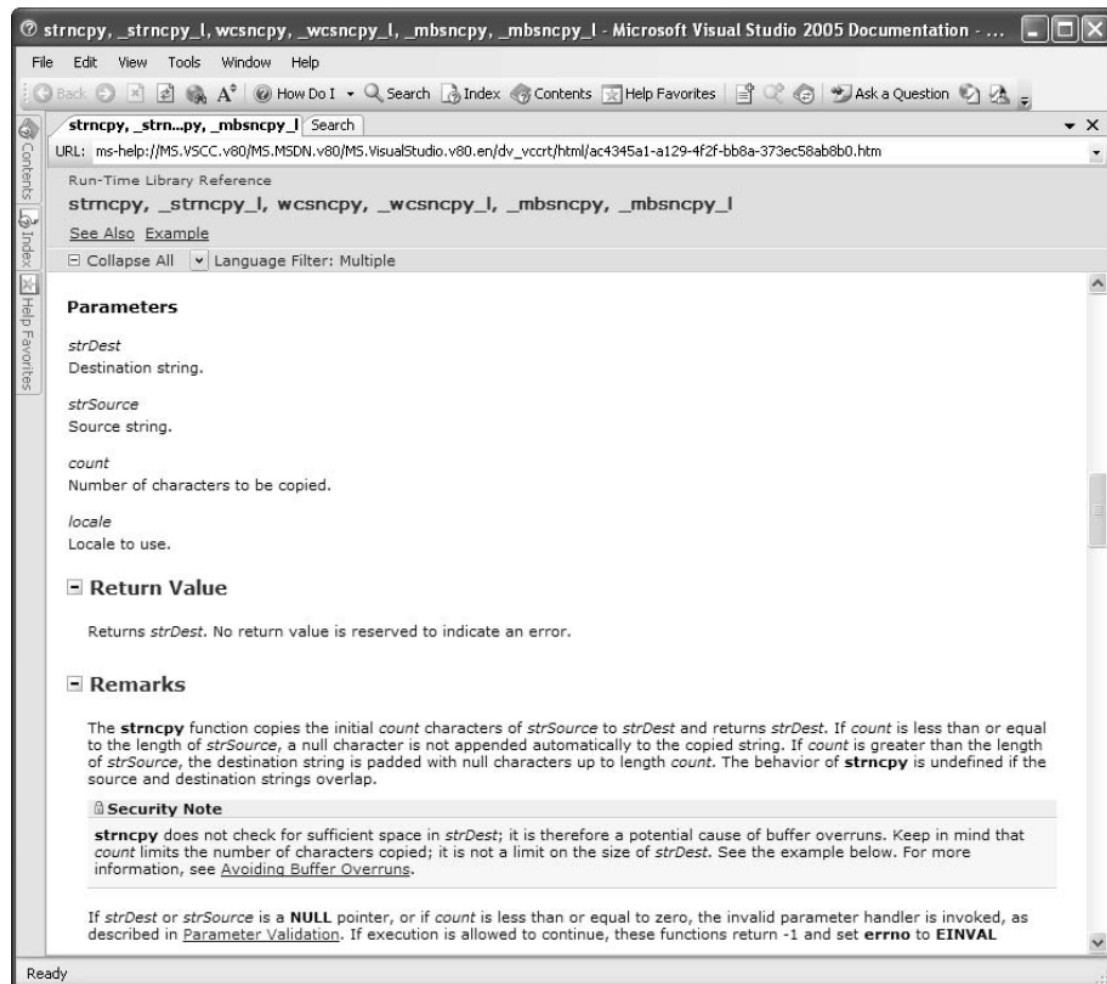 strncpy, _strncpy_l, wcsncpy, _wcsncpy_l, _mbsncpy, _mbsncpy_l - Microsoft Visual Studio 2005 Documentation - ...
File Edit View Tools Window Help
Back How Do I Search Index Contents Help Favorites Ask a Question
strncpy, _strn...py, _mbsncpy_l Search
URL: ms-help://MS.VSCC.v80/MS.MSDN.v80/MS.VisualStudio.v80.en/dv_vccrt/html/ac4345a1-a129-4f2f-bb8a-373ec58ab8b0.htm
Contents
Index
Help Favorites
Run-Time Library Reference
strncpy, _strncpy_l, wcsncpy, _wcsncpy_l, _mbsncpy, _mbsncpy_l
See Also Example
Collapse All Language Filter: Multiple
Parameters
strDest
Destination string.
strSource
Source string.
count
Number of characters to be copied.
locale
Locale to use.
Return Value
Returns strDest. No return value is reserved to indicate an error.
Remarks
The strncpy function copies the initial count characters of strSource to strDest and returns strDest. If count is less than or equal
to the length of strSource, a null character is not appended automatically to the copied string. If count is greater than the length
of strSource, the destination string is padded with null characters up to length count. The behavior of strncpy is undefined if the
source and destination strings overlap.
Security Note
strncpy does not check for sufficient space in strDest; it is therefore a potential cause of buffer overruns. Keep in mind that
count limits the number of characters copied; it is not a limit on the size of strDest. See the example below. For more
information, see Avoiding Buffer Overruns.
If strDest or strSource is a NULL pointer, or if count is less than or equal to zero, the invalid parameter handler is invoked, as
described in Parameter Validation. If execution is allowed to continue, these functions return -1 and set errno to EINVAL
Ready